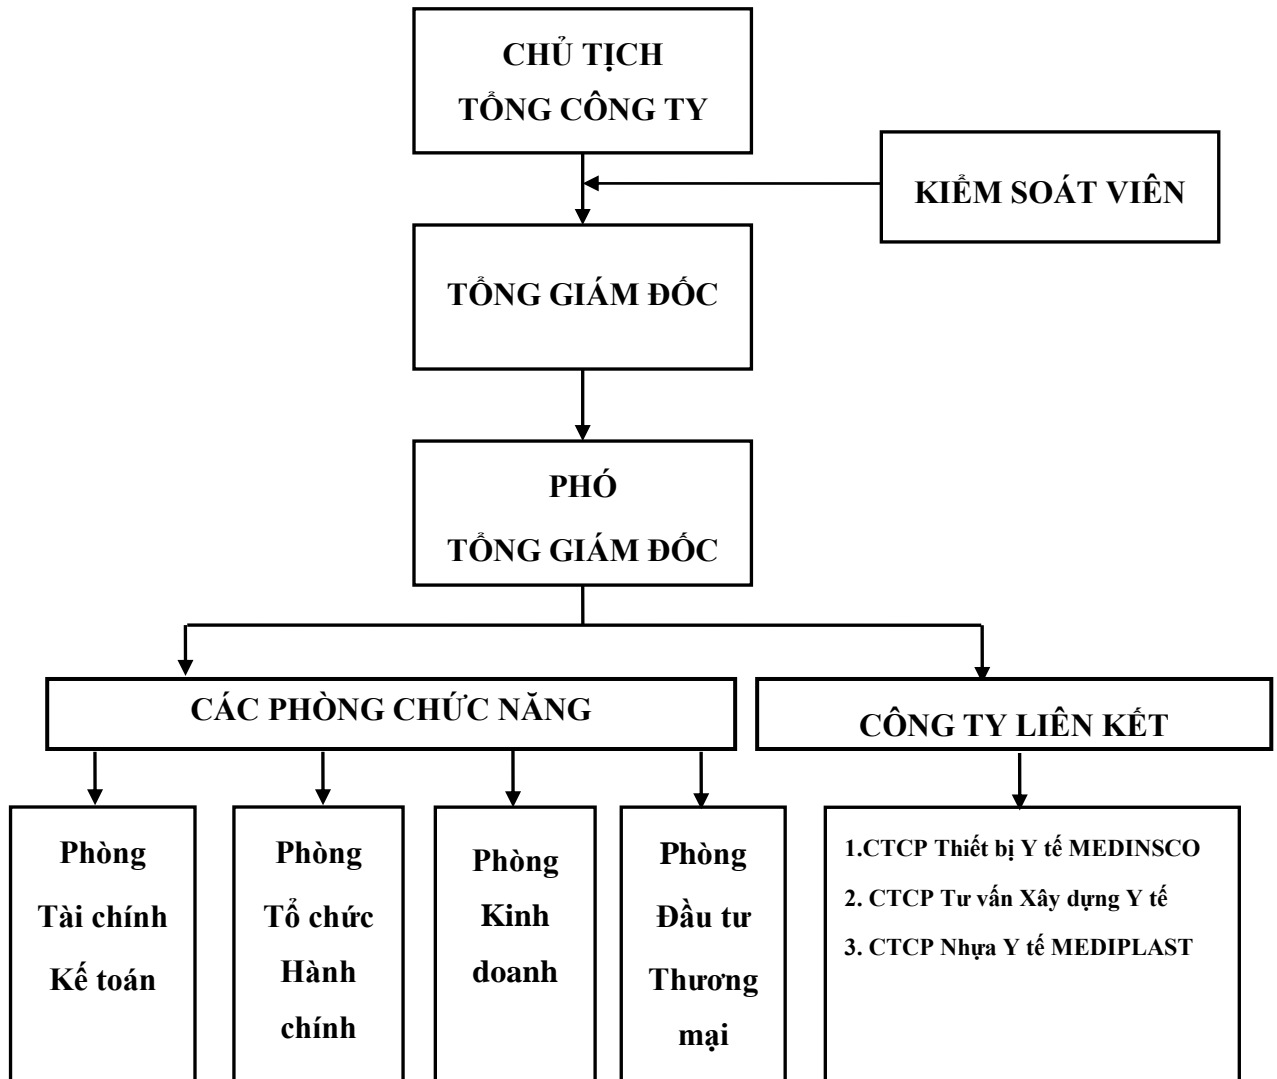 CHỦ TỊCH
TỔNG CÔNG TY
KIỂM SOÁT VIÊN
TỔNG GIÁM ĐỐC
PHÓ
TỔNG GIÁM ĐỐC
CÁC PHÒNG CHỨC NĂNG
CÔNG TY LIÊN KẾT
Phòng
Tài chính
Kế toán
Phòng
Tổ chức
Hành
chính
Phòng
Kinh
doanh
Phòng
Đầu tư
Thương
mại
1.CTCP Thiết bị Y tế MEDINSCO
2. CTCP Tư vấn Xây dựng Y tế
3. CTCP Nhựa Y tế MEDIPLAST